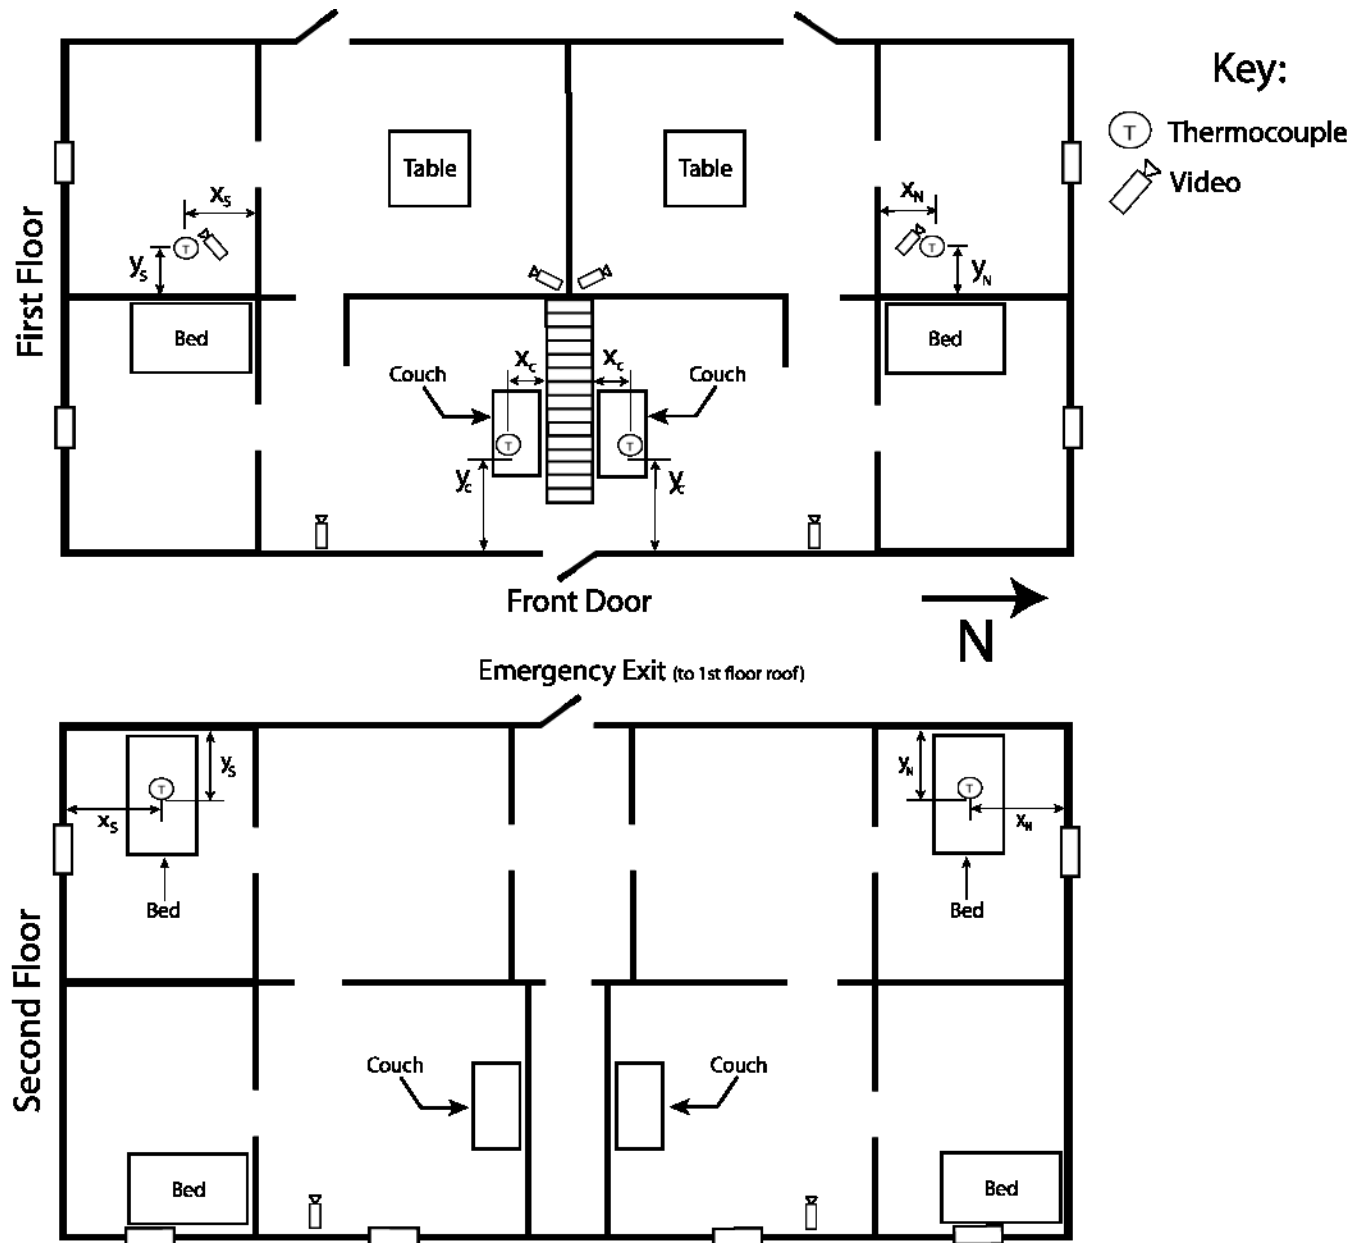 Key:
T Thermocouple
Video
First Floor
Table
Table
X_S
X_N
T
T
y_S
y_N
Bed
Bed
X_C
X_C
Couch
Couch
T
T
y_C
y_C
Front Door
N
Emergency Exit (to 1st floor roof)
Second Floor
y_S
y_N
T
T
X_S
X_N
Bed
Bed
Couch
Couch
Bed
Bed